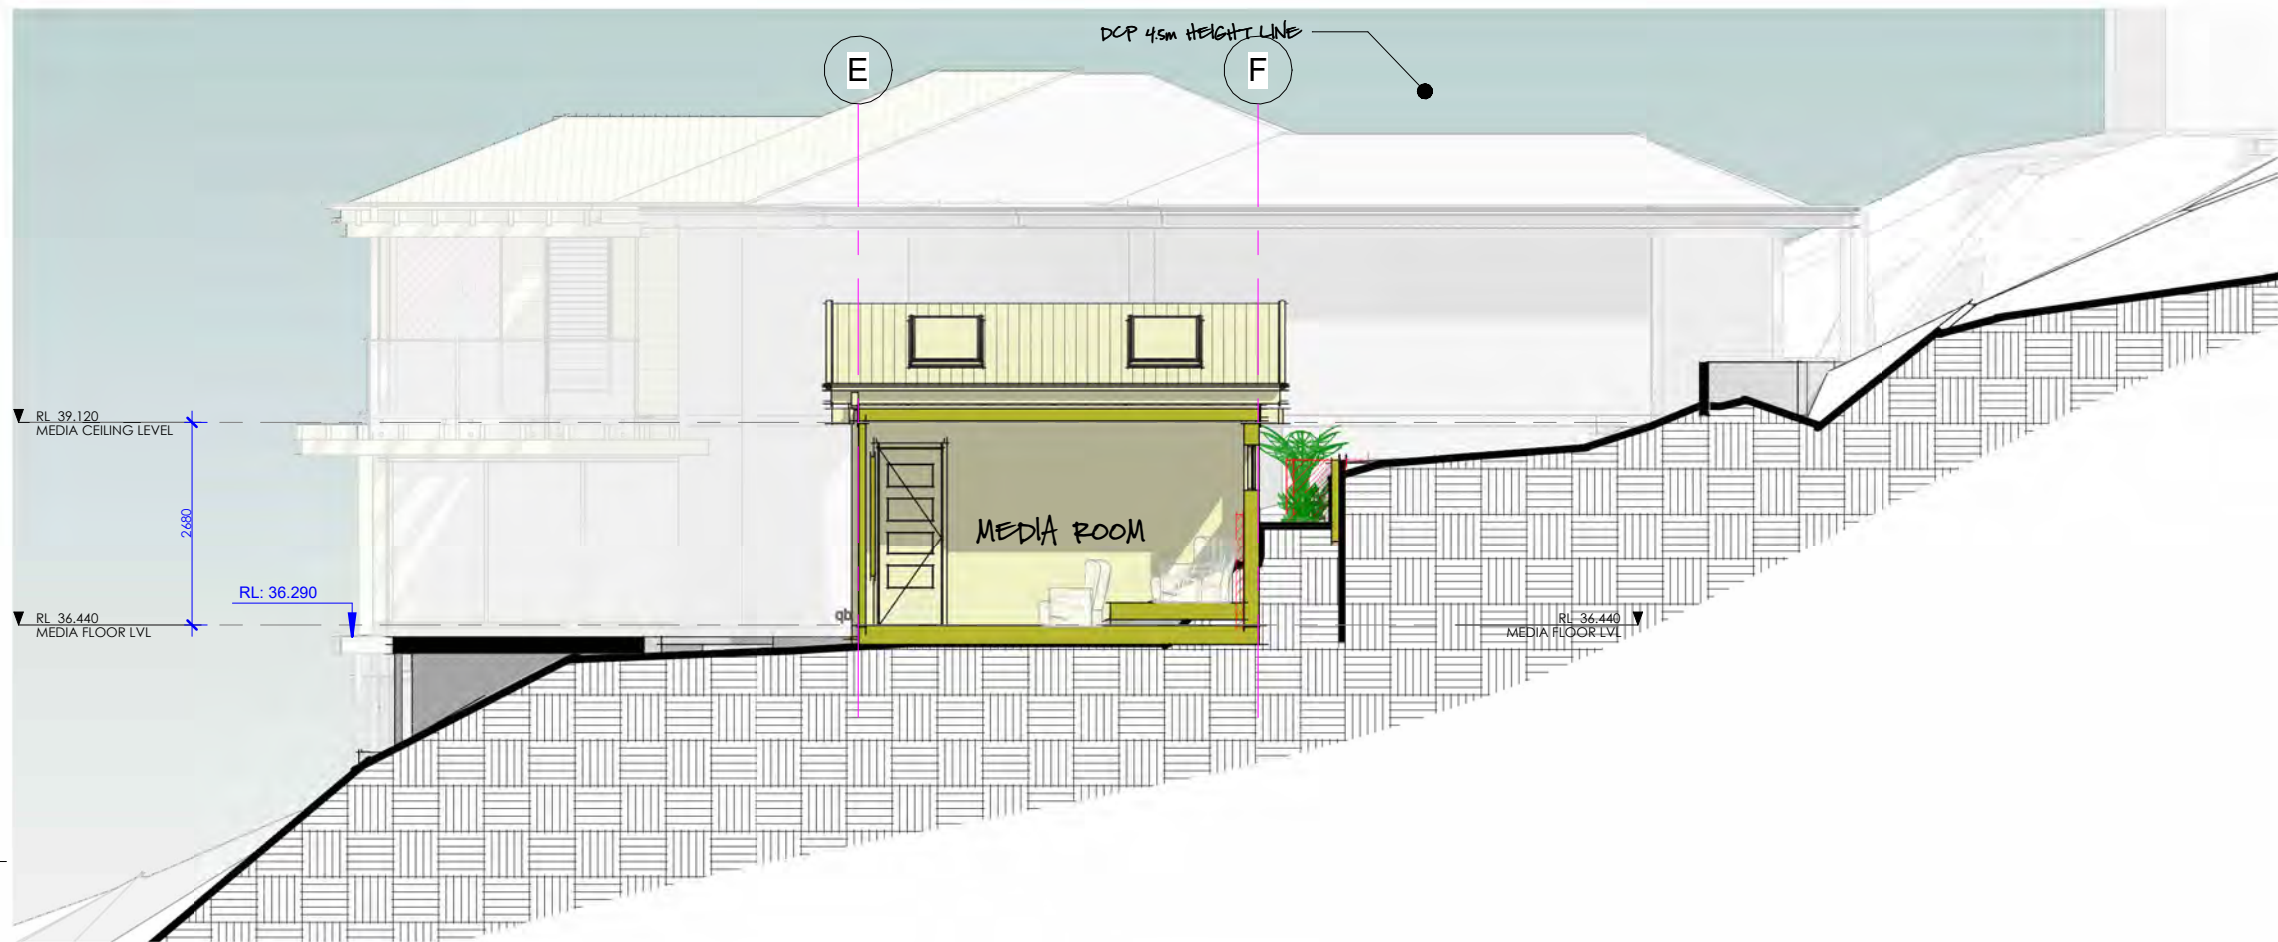 DCP 4.5m HEIGHT LINE
E
F
RL 39.120
MEDIA CEILING LEVEL
2680
MEDIA ROOM
RL: 36.290
qb
RL 36.440
MEDIA FLOOR LVL
RL 36.440
MEDIA FLOOR LVL